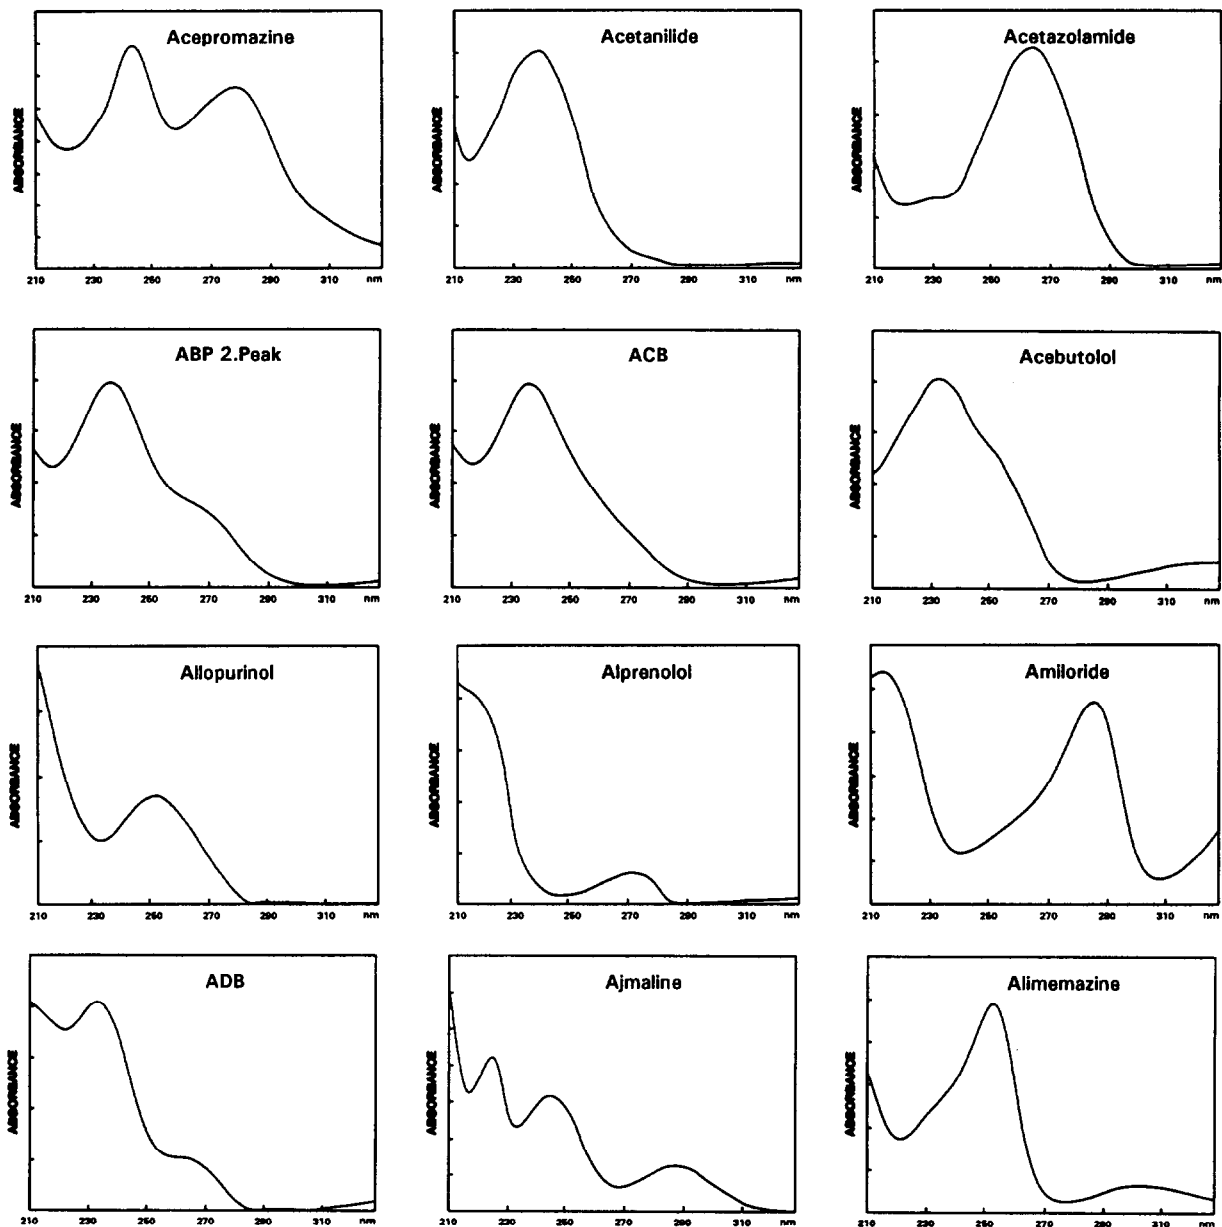 Acepromazine
ABSORBANCE
210 230 250 270 290 310 nm
Acetanilide
ABSORBANCE
210 230 250 270 290 310 nm
Acetazolamide
ABSORBANCE
210 230 250 270 290 310 nm
ABP 2.Peak
ABSORBANCE
210 230 250 270 290 310 nm
ACB
ABSORBANCE
210 230 250 270 290 310 nm
Acebutolol
ABSORBANCE
210 230 250 270 290 310 nm
Allopurinol
ABSORBANCE
210 230 250 270 290 310 nm
Alprenolol
ABSORBANCE
210 230 250 270 290 310 nm
Amiloride
ABSORBANCE
210 230 250 270 290 310 nm
ADB
ABSORBANCE
210 230 250 270 290 310 nm
Ajmaline
ABSORBANCE
210 230 250 270 290 310 nm
Alimemazine
ABSORBANCE
210 230 250 270 290 310 nm